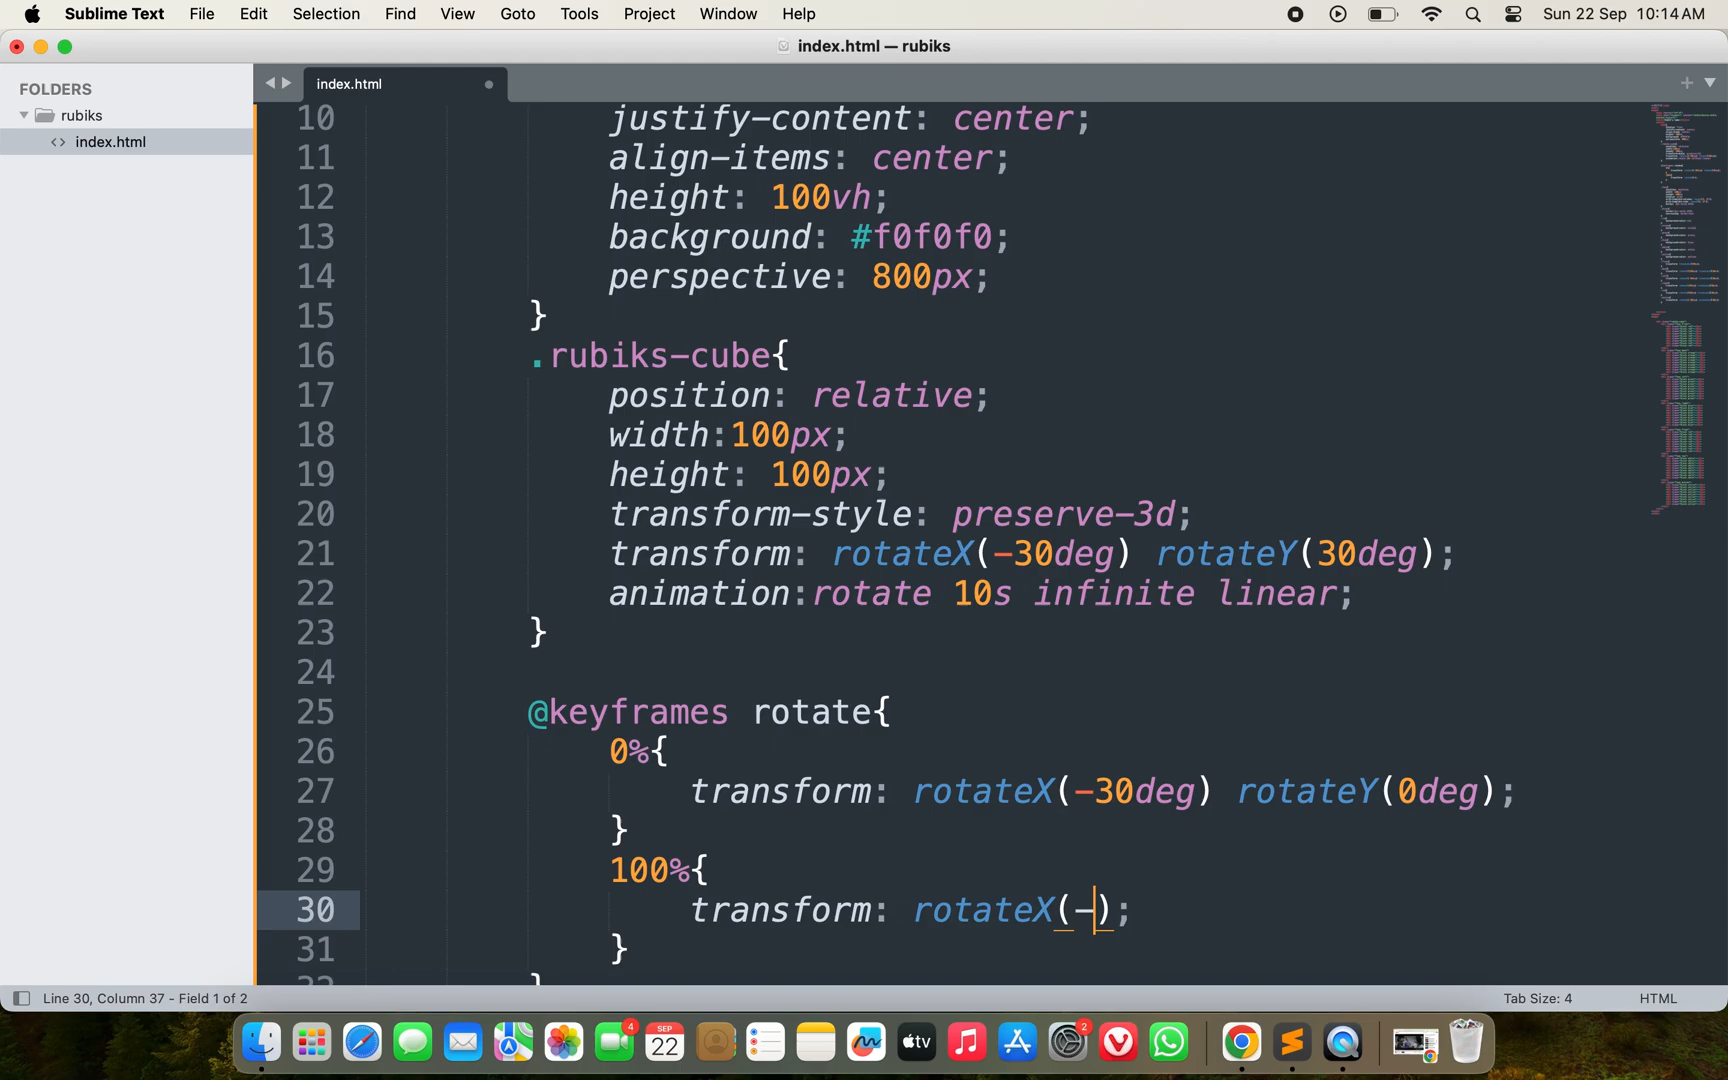 Sublime Text File Edit Selection Find View Goto Tools Project Window Help Sun 22 Sep 10:14 AM
index.html — rubiks
FOLDERS
rubiks
<> index.html
index.html
10 justify-content: center;
11 align-items: center;
12 height: 100vh;
13 background: #f0f0f0;
14 perspective: 800px;
15 }
16 .rubiks-cube{
17 position: relative;
18 width:100px;
19 height: 100px;
20 transform-style: preserve-3d;
21 transform: rotateX(-30deg) rotateY(30deg);
22 animation:rotate 10s infinite linear;
23 }
24
25 @keyframes rotate{
26 0%{
27 transform: rotateX(-30deg) rotateY(0deg);
28 }
29 100%{
30 transform: rotateX(-);
31 }
32 }
Line 30, Column 37 - Field 1 of 2 Tab Size: 4 HTML
4 SEP 22 tv 2